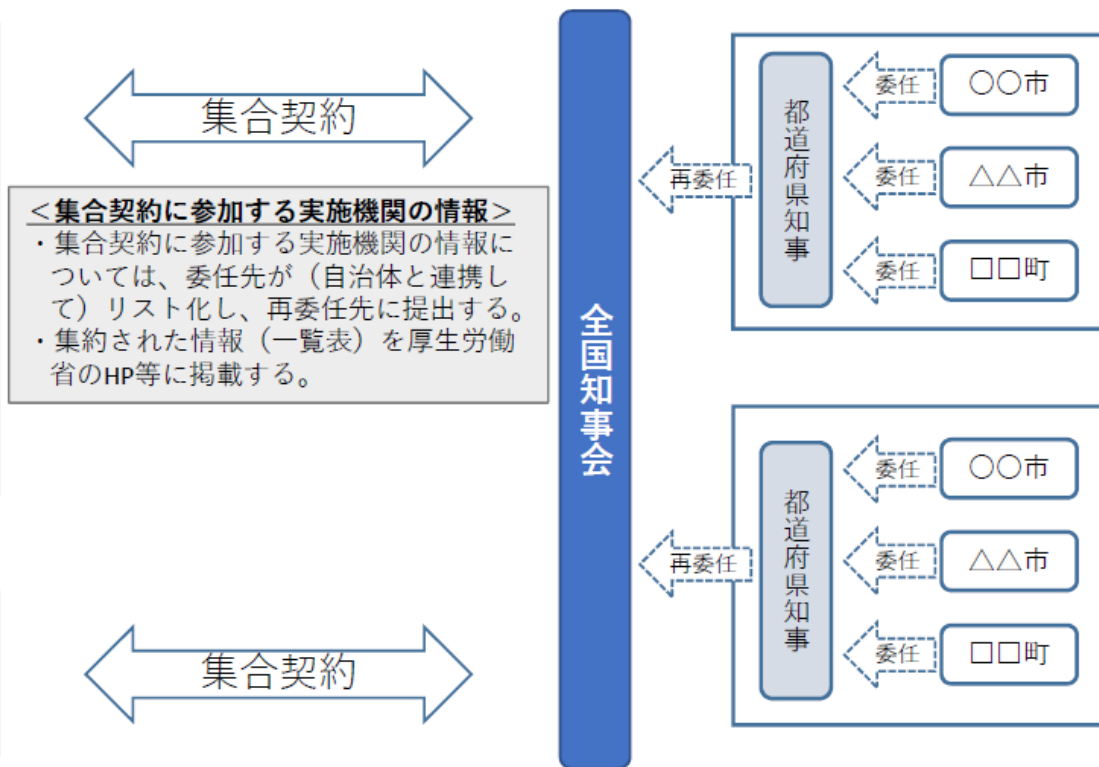 集合契約
＜集合契約に参加する実施機関の情報＞
・集合契約に参加する実施機関の情報に
ついては、委任先が（自治体と連携し
て）リスト化し、再委任先に提出する。
・集約された情報（一覧表）を厚生労働
省のHP等に掲載する。
集合契約
全国知事会
再委任
都道府県知事
委任
〇〇市
委任
△△市
委任
□□町
再委任
都道府県知事
委任
〇〇市
委任
△△市
委任
□□町